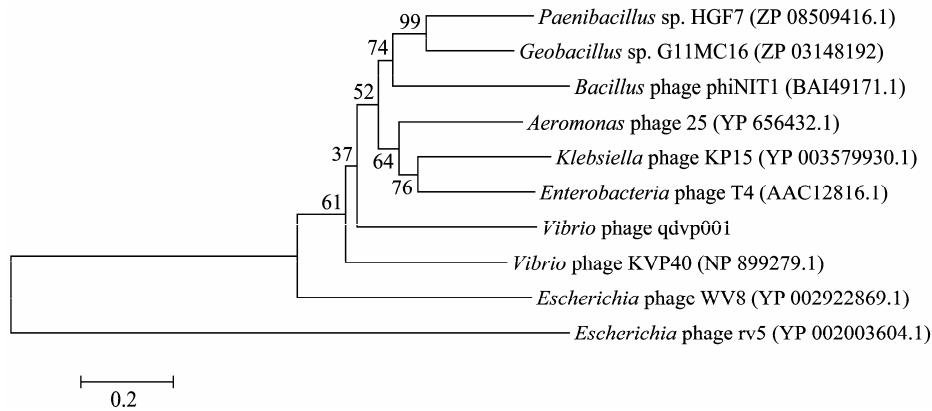 Paenibacillus sp. HGF7 (ZP 08509416.1)
99
Geobacillus sp. G11MC16 (ZP 03148192)
74
Bacillus phage phiNIT1 (BAI49171.1)
52
Aeromonas phage 25 (YP 656432.1)
37
64
Klebsiella phage KP15 (YP 003579930.1)
76
Enterobacteria phage T4 (AAC12816.1)
61
Vibrio phage qdvp001
Vibrio phage KVP40 (NP 899279.1)
Escherichia phage WV8 (YP 002922869.1)
Escherichia phage rv5 (YP 002003604.1)
0.2